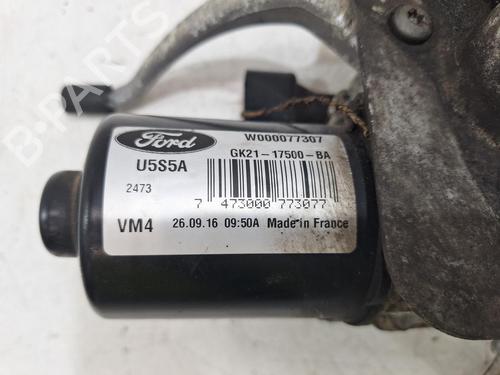 B-PARTS
Ford
W000077307
U5S5A
GK21-17500-BA
2473
7 473000 773077
VM4
26.09.16 09:50A Made in France